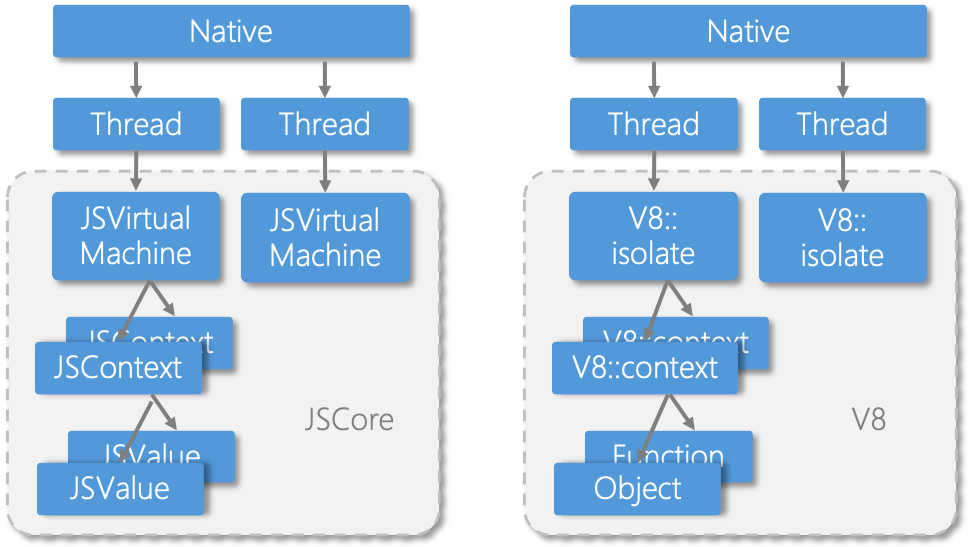 Native
Thread
Thread
JSVirtual
Machine
JSVirtual
Machine
JSContext
JSContext
JSCore
JSValue
JSValue
Native
Thread
Thread
V8::
isolate
V8::
isolate
V8::context
V8::context
V8
Function
Object